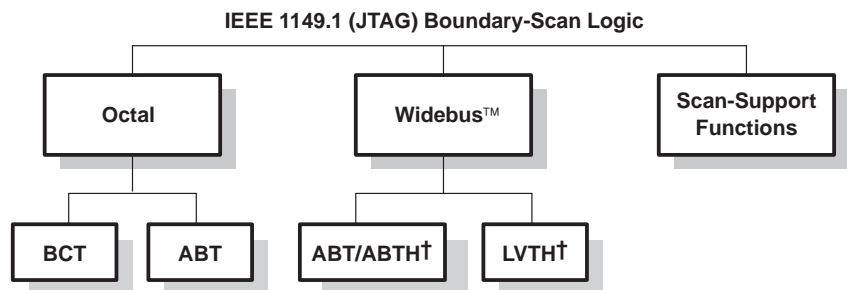 IEEE 1149.1 (JTAG) Boundary-Scan Logic
Octal
Widebus™
Scan-Support
Functions
BCT
ABT
ABT/ABTH†
LVTH†